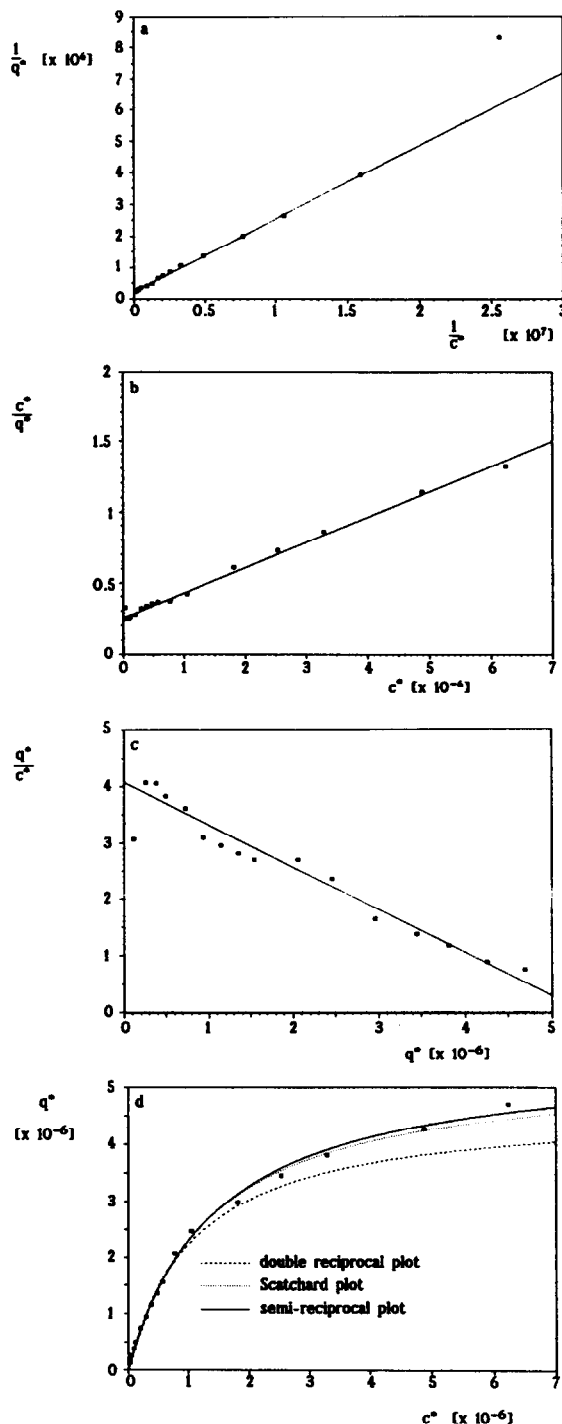 a
1/q* [x 10⁶]
9
8
7
6
5
4
3
2
1
0
0 0.5 1 1.5 2 2.5 3
1/c* [x 10⁷]
b
c*/q*
2
1.5
1
0.5
0
0 1 2 3 4 5 6 7
c* [x 10⁻⁶]
c
q*/c*
5
4
3
2
1
0
0 1 2 3 4 5
q* [x 10⁻⁶]
d
q*
[x 10⁻⁶]
5
4
3
2
1
0
double reciprocal plot
Scatchard plot
semi-reciprocal plot
0 1 2 3 4 5 6 7
c* [x 10⁻⁶]